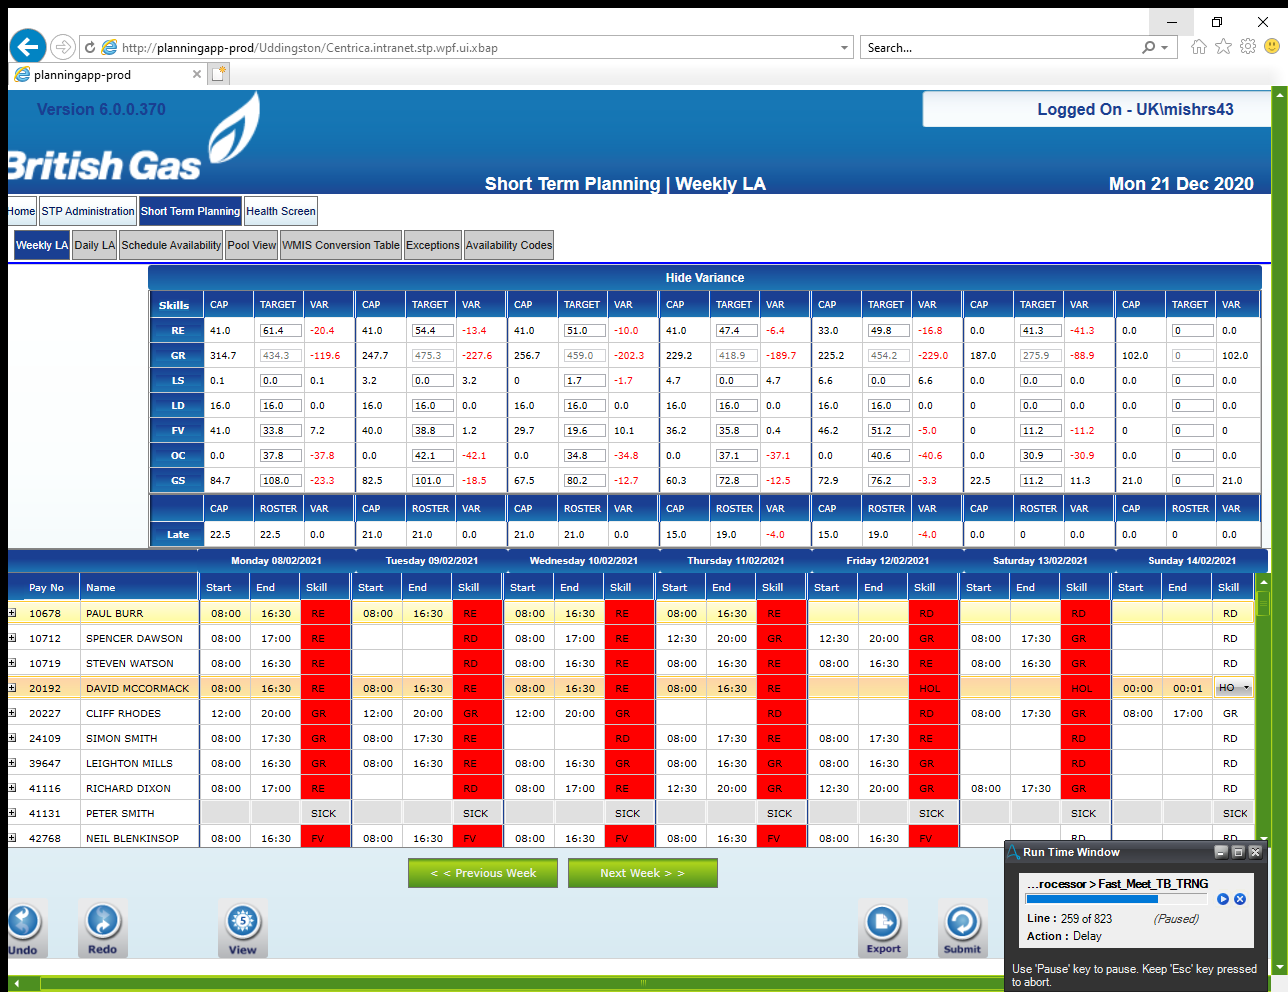 http://planningapp-prod/Uddingston/Centrica.intranet.stp.wpf.ui.xbap
Search...
planningapp-prod
Version 6.0.0.370
Logged On - UK\mishrs43
British Gas
Short Term Planning | Weekly LA
Mon 21 Dec 2020
Home STP Administration Short Term Planning Health Screen
Weekly LA Daily LA Schedule Availability Pool View WMIS Conversion Table Exceptions Availability Codes
Hide Variance
Skills CAP TARGET VAR CAP TARGET VAR CAP TARGET VAR CAP TARGET VAR CAP TARGET VAR CAP TARGET VAR CAP TARGET VAR
RE 41.0 61.4 -20.4 41.0 54.4 -13.4 41.0 51.0 -10.0 41.0 47.4 -6.4 33.0 49.8 -16.8 0.0 41.3 -41.3 0.0 0 0.0
GR 314.7 434.3 -119.6 247.7 475.3 -227.6 256.7 459.0 -202.3 229.2 418.9 -189.7 225.2 454.2 -229.0 187.0 275.9 -88.9 102.0 0 102.0
LS 0.1 0.0 0.1 3.2 0.0 3.2 0 1.7 -1.7 4.7 0.0 4.7 6.6 0.0 6.6 0.0 0.0 0.0 0.0 0 0.0
LD 16.0 16.0 0.0 16.0 16.0 0.0 16.0 16.0 0.0 16.0 16.0 0.0 16.0 16.0 0.0 0 0.0 0.0 0 0 0.0
FV 41.0 33.8 7.2 40.0 38.8 1.2 29.7 19.6 10.1 36.2 35.8 0.4 46.2 51.2 -5.0 0 11.2 -11.2 0 0 0
OC 0.0 37.8 -37.8 0.0 42.1 -42.1 0.0 34.8 -34.8 0.0 37.1 -37.1 0.0 40.6 -40.6 0.0 30.9 -30.9 0.0 0 0.0
GS 84.7 108.0 -23.3 82.5 101.0 -18.5 67.5 80.2 -12.7 60.3 72.8 -12.5 72.9 76.2 -3.3 22.5 11.2 11.3 21.0 0 21.0
CAP ROSTER VAR CAP ROSTER VAR CAP ROSTER VAR CAP ROSTER VAR CAP ROSTER VAR CAP ROSTER VAR CAP ROSTER VAR
Late 22.5 22.5 0.0 21.0 21.0 0.0 21.0 21.0 0.0 15.0 19.0 -4.0 15.0 19.0 -4.0 0.0 0 0.0 0.0 0 0.0
Monday 08/02/2021 Tuesday 09/02/2021 Wednesday 10/02/2021 Thursday 11/02/2021 Friday 12/02/2021 Saturday 13/02/2021 Sunday 14/02/2021
Pay No Name Start End Skill Start End Skill Start End Skill Start End Skill Start End Skill Start End Skill Start End Skill
10678 PAUL BURR 08:00 16:30 RE 08:00 16:30 RE 08:00 16:30 RE 08:00 16:30 RE RD RD RD
10712 SPENCER DAWSON 08:00 17:00 RE RD 08:00 17:00 RE 12:30 20:00 GR 12:30 20:00 GR 08:00 17:30 GR RD
10719 STEVEN WATSON 08:00 16:30 RE RD 08:00 16:30 RE 08:00 16:30 RE 08:00 16:30 RE 08:00 16:30 GR RD
20192 DAVID MCCORMACK 08:00 16:30 RE 08:00 16:30 RE 08:00 16:30 RE 08:00 16:30 RE HOL HOL 00:00 00:01 HO
20227 CLIFF RHODES 12:00 20:00 GR 12:00 20:00 GR 12:00 20:00 GR RD RD 08:00 17:30 GR 08:00 17:00 GR
24109 SIMON SMITH 08:00 17:30 GR 08:00 17:30 RE RD 08:00 17:30 RE 08:00 17:30 RE RD RD
39647 LEIGHTON MILLS 08:00 16:30 GR 08:00 16:30 RE 08:00 16:30 GR 08:00 16:30 GR 08:00 16:30 GR RD RD
41116 RICHARD DIXON 08:00 17:00 RE RD 08:00 17:00 RE 12:30 20:00 GR 12:30 20:00 GR 08:00 17:30 GR RD
41131 PETER SMITH SICK SICK SICK SICK SICK SICK SICK
42768 NEIL BLENKINSOP 08:00 16:30 FV 08:00 16:30 FV 08:00 16:30 FV 08:00 16:30 FV 08:00 16:30 FV RD RD
< < Previous Week Next Week > >
Undo Redo 5 View Export Submit
Run Time Window
...rocessor > Fast_Meet_TB_TRNG
Line : 259 of 823 (Paused)
Action : Delay
Use 'Pause' key to pause. Keep 'Esc' key pressed
to abort.